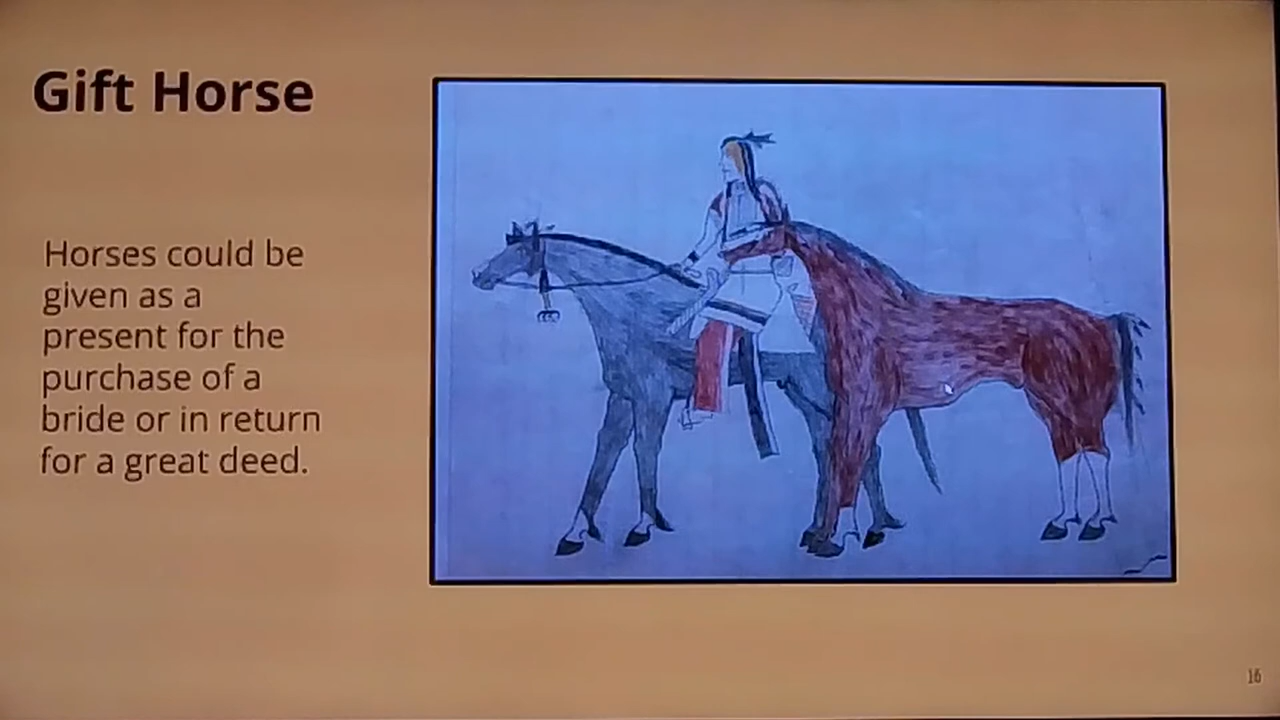 Gift Horse
Horses could be
given as a
present for the
purchase of a
bride or in return
for a great deed.
16